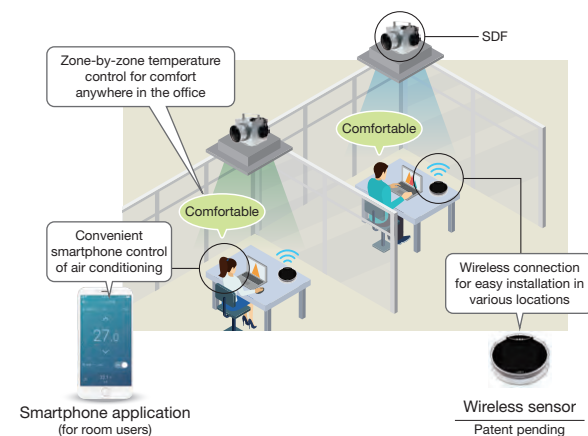 SDF
Zone-by-zone temperature
control for comfort
anywhere in the office
Comfortable
Comfortable
Convenient
smartphone control
of air conditioning
27.0
Wireless connection
for easy installation in
various locations
Smartphone application
(for room users)
Wireless sensor
Patent pending